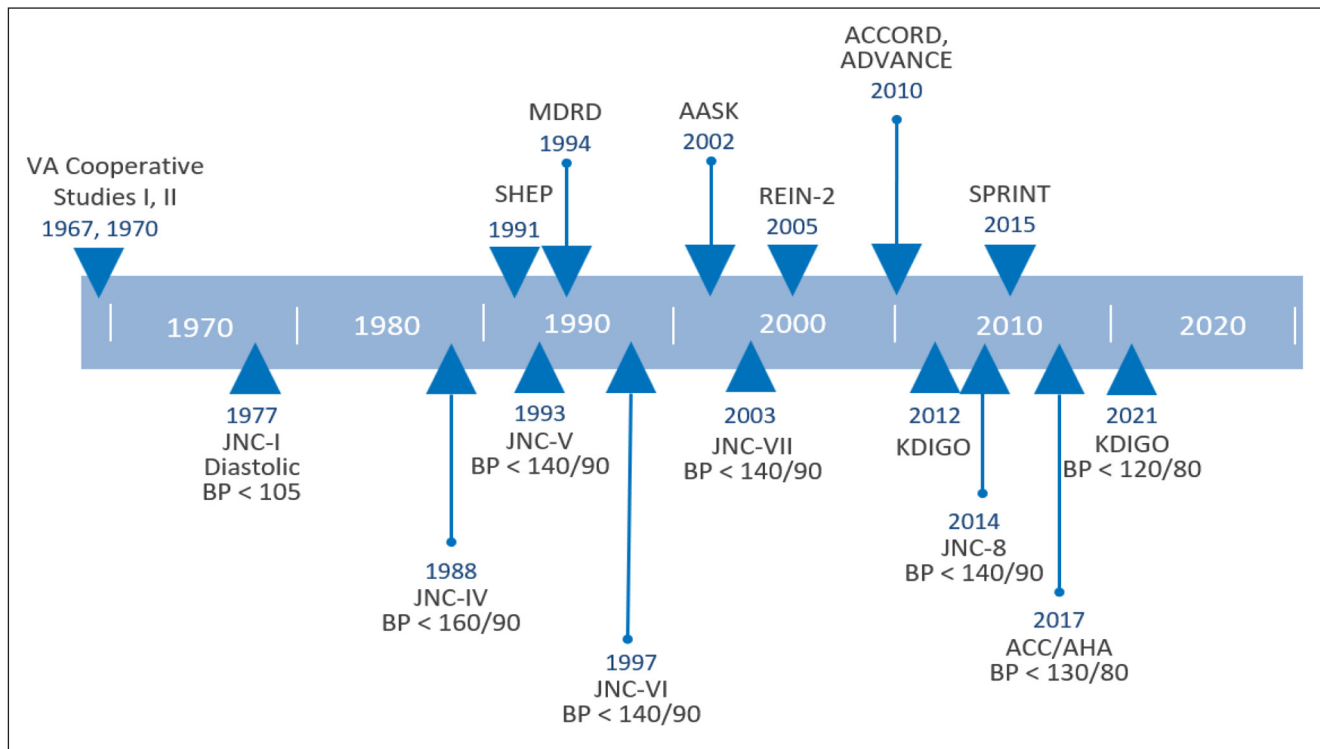 VA Cooperative
Studies I, II
1967, 1970
SHEP
1991
MDRD
1994
AASK
2002
REIN-2
2005
ACCORD,
ADVANCE
2010
SPRINT
2015
1970
1980
1990
2000
2010
2020
1977
JNC-I
Diastolic
BP < 105
1988
JNC-IV
BP < 160/90
1993
JNC-V
BP < 140/90
1997
JNC-VI
BP < 140/90
2003
JNC-VII
BP < 140/90
2012
KDIGO
2014
JNC-8
BP < 140/90
2017
ACC/AHA
BP < 130/80
2021
KDIGO
BP < 120/80